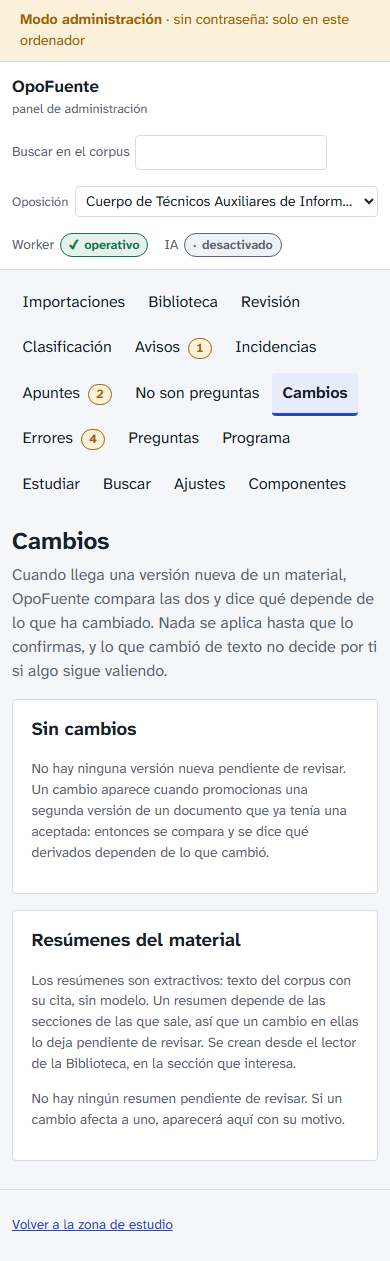 Modo administración · sin contraseña: solo en este
ordenador
OpoFuente
panel de administración
Buscar en el corpus
Oposición Cuerpo de Técnicos Auxiliares de Inform...
Worker ✓ operativo IA · desactivado
Importaciones Biblioteca Revisión
Clasificación Avisos 1 Incidencias
Apuntes 2 No son preguntas Cambios
Errores 4 Preguntas Programa
Estudiar Buscar Ajustes Componentes
Cambios
Cuando llega una versión nueva de un material,
OpoFuente compara las dos y dice qué depende de
lo que ha cambiado. Nada se aplica hasta que lo
confirmas, y lo que cambió de texto no decide por ti
si algo sigue valiendo.
Sin cambios
No hay ninguna versión nueva pendiente de revisar.
Un cambio aparece cuando promocionas una
segunda versión de un documento que ya tenía una
aceptada: entonces se compara y se dice qué
derivados dependen de lo que cambió.
Resúmenes del material
Los resúmenes son extractivos: texto del corpus con
su cita, sin modelo. Un resumen depende de las
secciones de las que sale, así que un cambio en ellas
lo deja pendiente de revisar. Se crean desde el lector
de la Biblioteca, en la sección que interesa.
No hay ningún resumen pendiente de revisar. Si un
cambio afecta a uno, aparecerá aquí con su motivo.
Volver a la zona de estudio